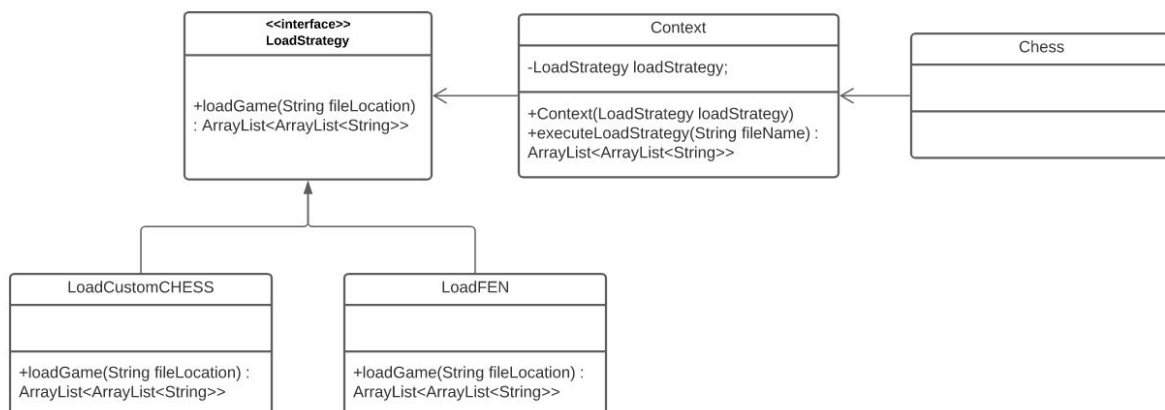 <<interface>>
LoadStrategy
+loadGame(String fileLocation)
: ArrayList<ArrayList<String>>
Context
-LoadStrategy loadStrategy;
+Context(LoadStrategy loadStrategy)
+executeLoadStrategy(String fileName) :
ArrayList<ArrayList<String>>
Chess
LoadCustomCHESS
+loadGame(String fileLocation) :
ArrayList<ArrayList<String>>
LoadFEN
+loadGame(String fileLocation) :
ArrayList<ArrayList<String>>